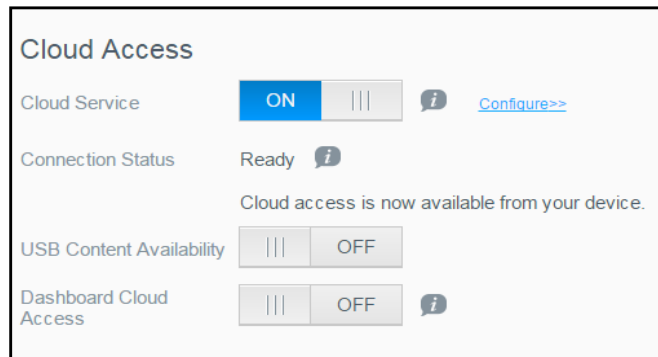 Cloud Access
Cloud Service ON Configure>>
Connection Status Ready
Cloud access is now available from your device.
USB Content Availability OFF
Dashboard Cloud
Access OFF